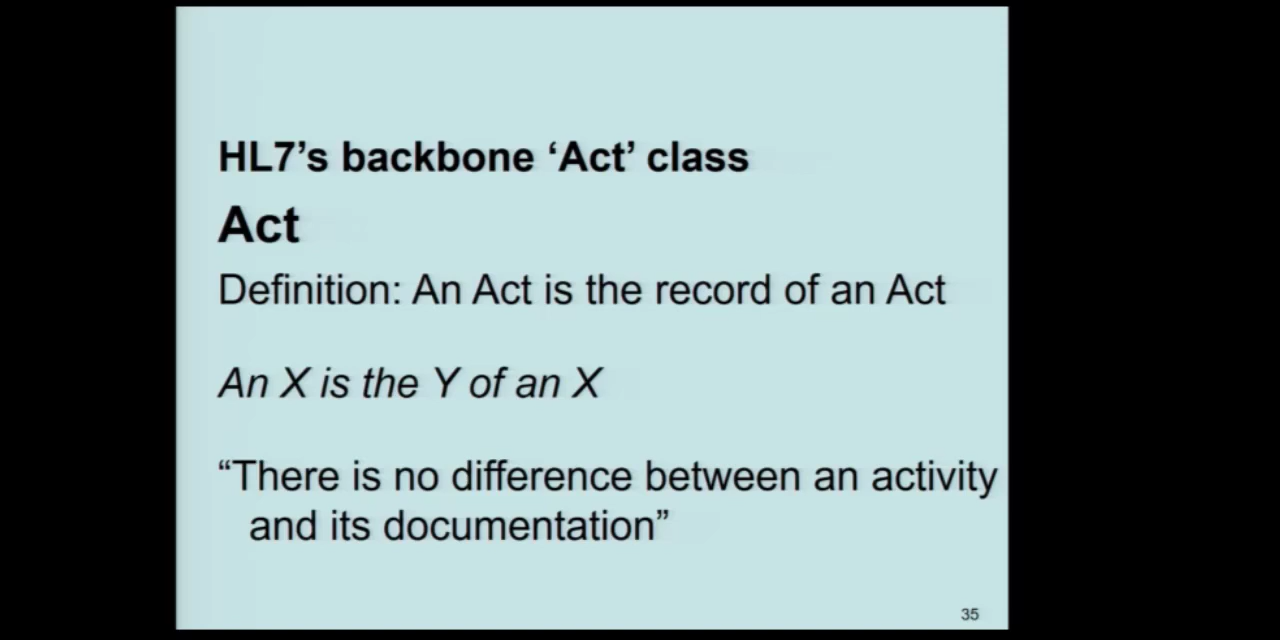 HL7’s backbone ‘Act’ class
Act
Definition: An Act is the record of an Act
An X is the Y of an X
“There is no difference between an activity
and its documentation”
35